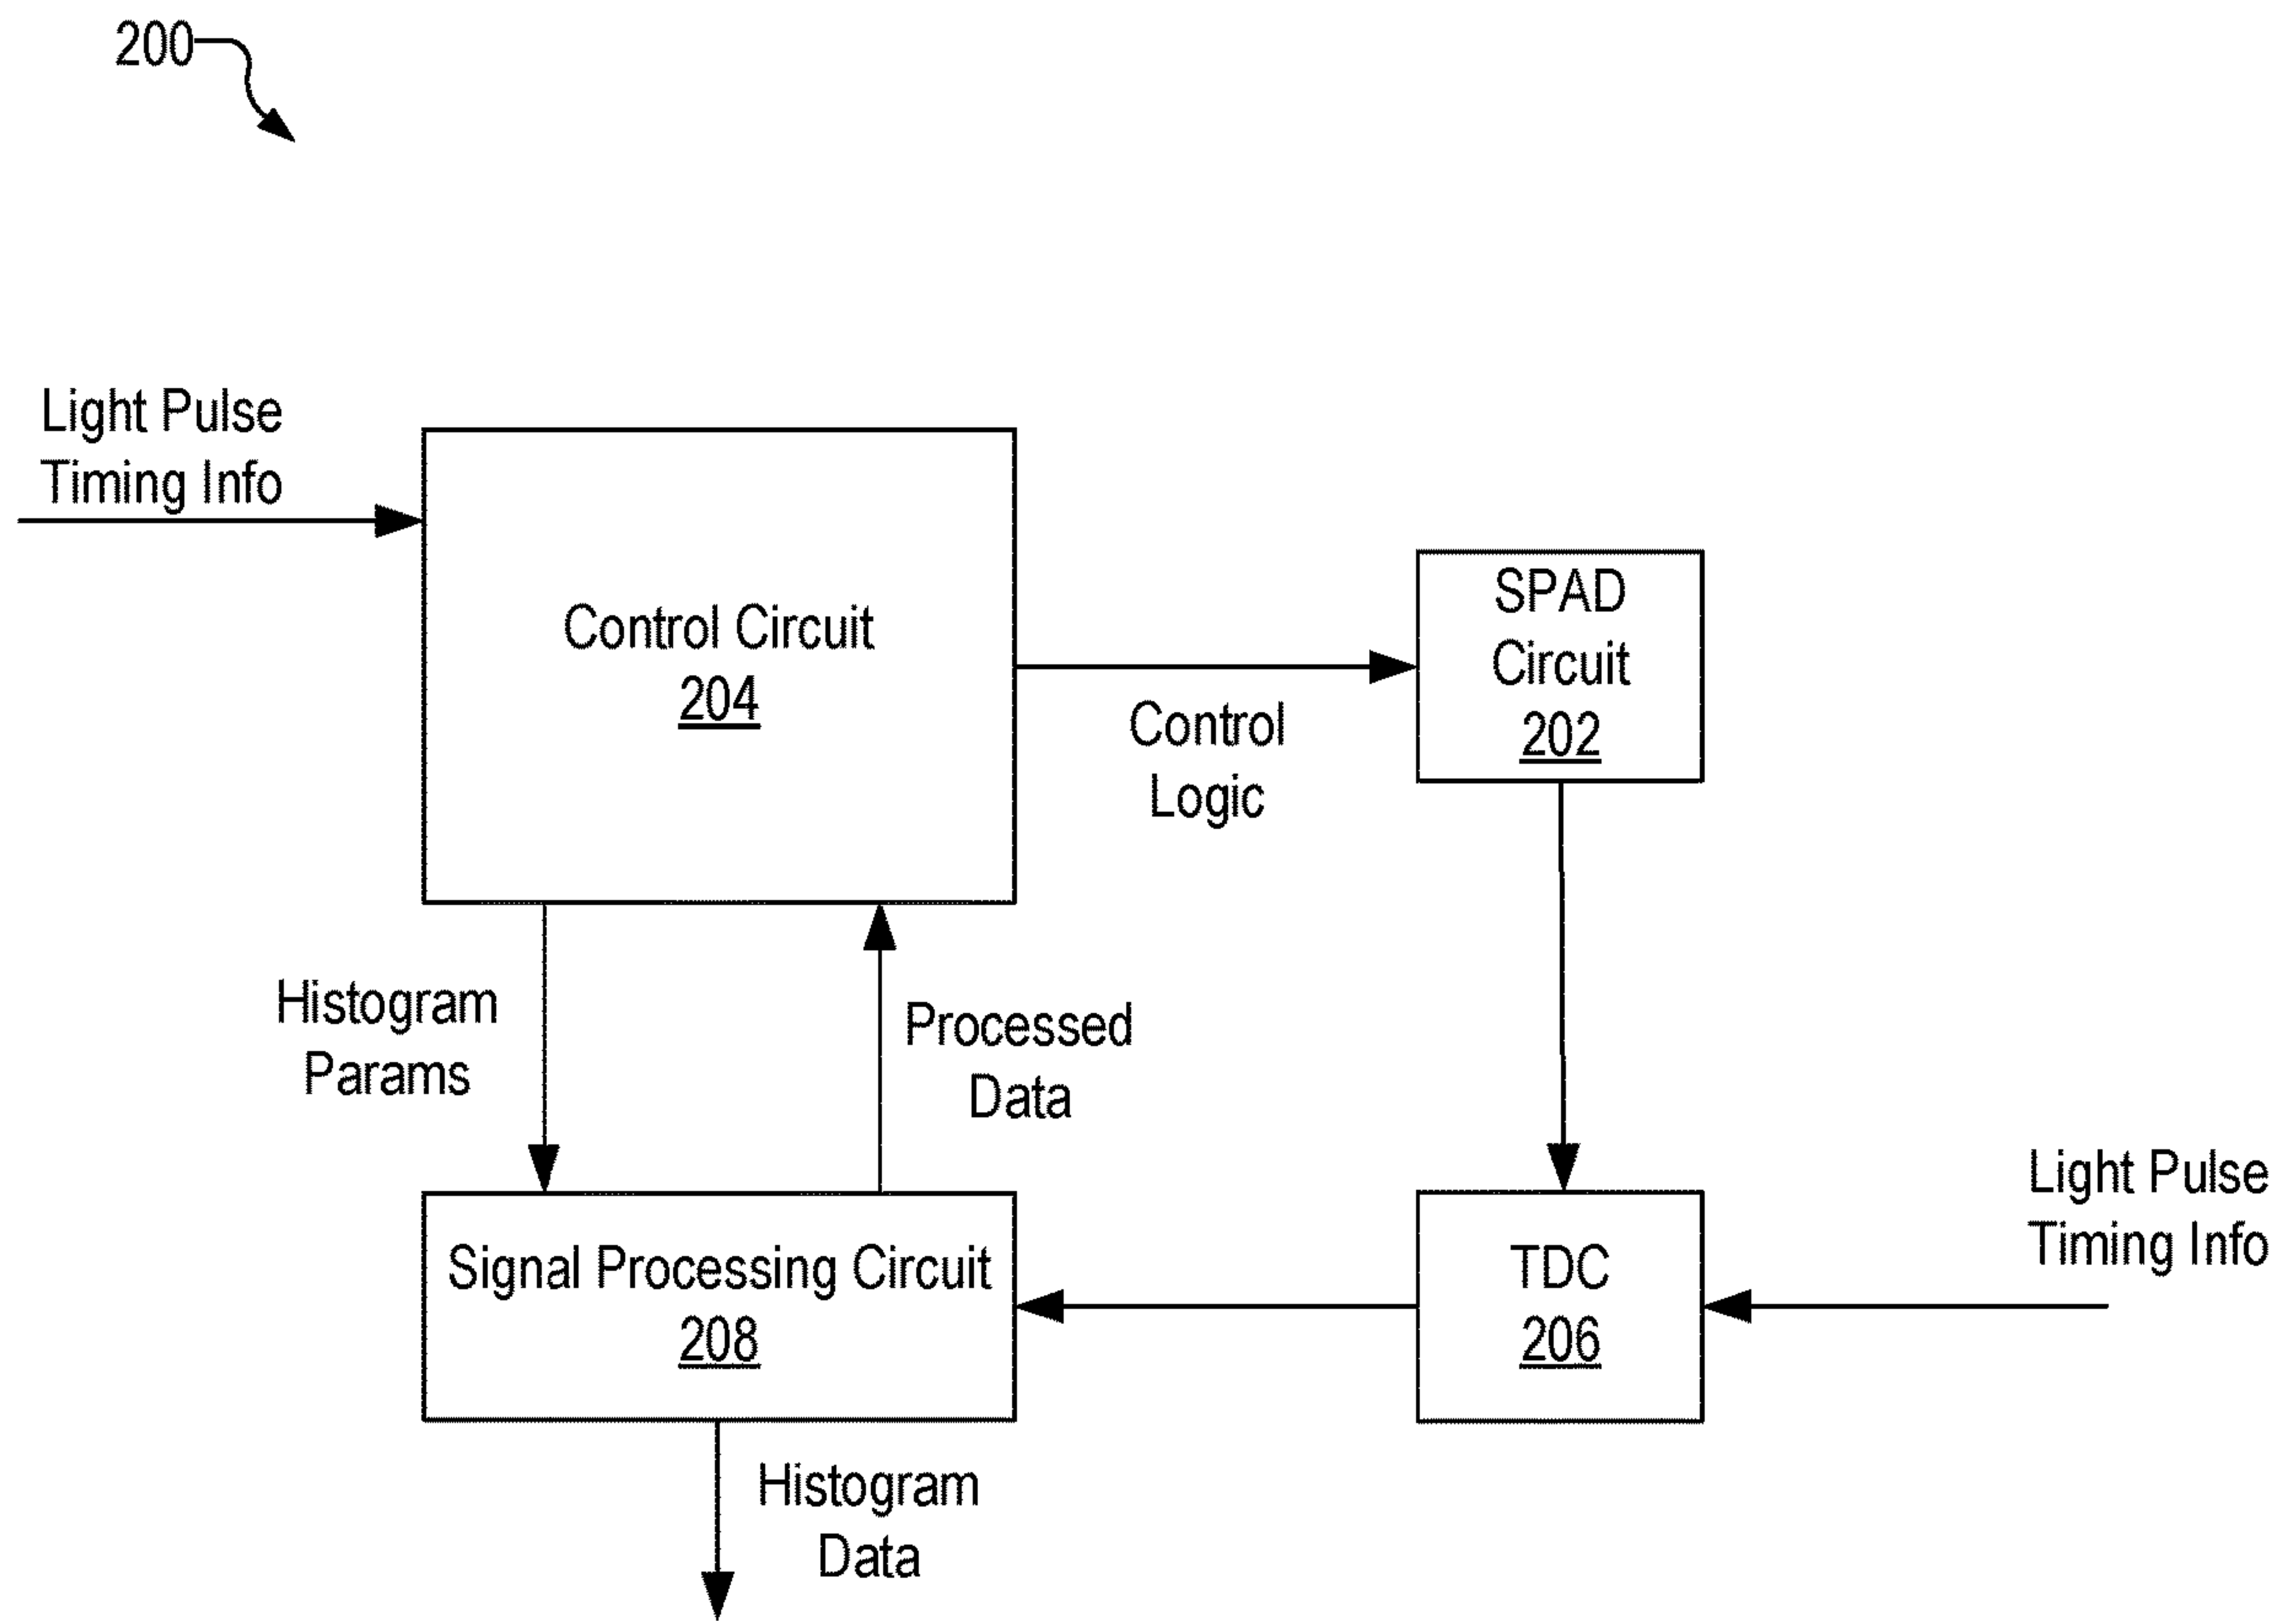 200
Light Pulse
Timing Info
Control Circuit
204
Control
Logic
SPAD
Circuit
202
Histogram
Params
Processed
Data
Signal Processing Circuit
208
TDC
206
Light Pulse
Timing Info
Histogram
Data